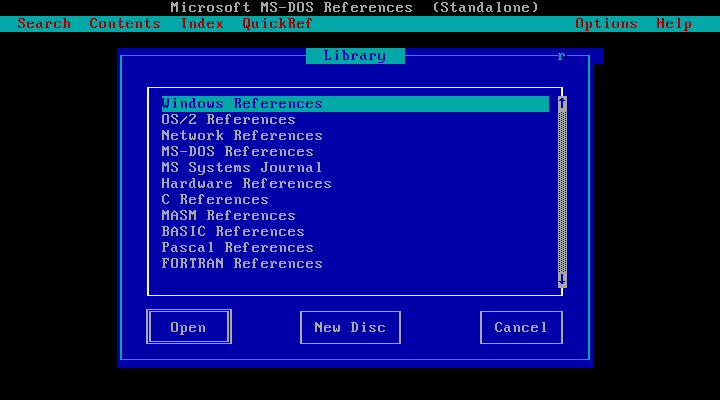 Microsoft MS-DOS References (Standalone)
Search Contents Index QuickRef Options Help
Library r
Windows References
OS/2 References
Network References
MS-DOS References
MS Systems Journal
Hardware References
C References
MASM References
BASIC References
Pascal References
FORTRAN References
Open New Disc Cancel